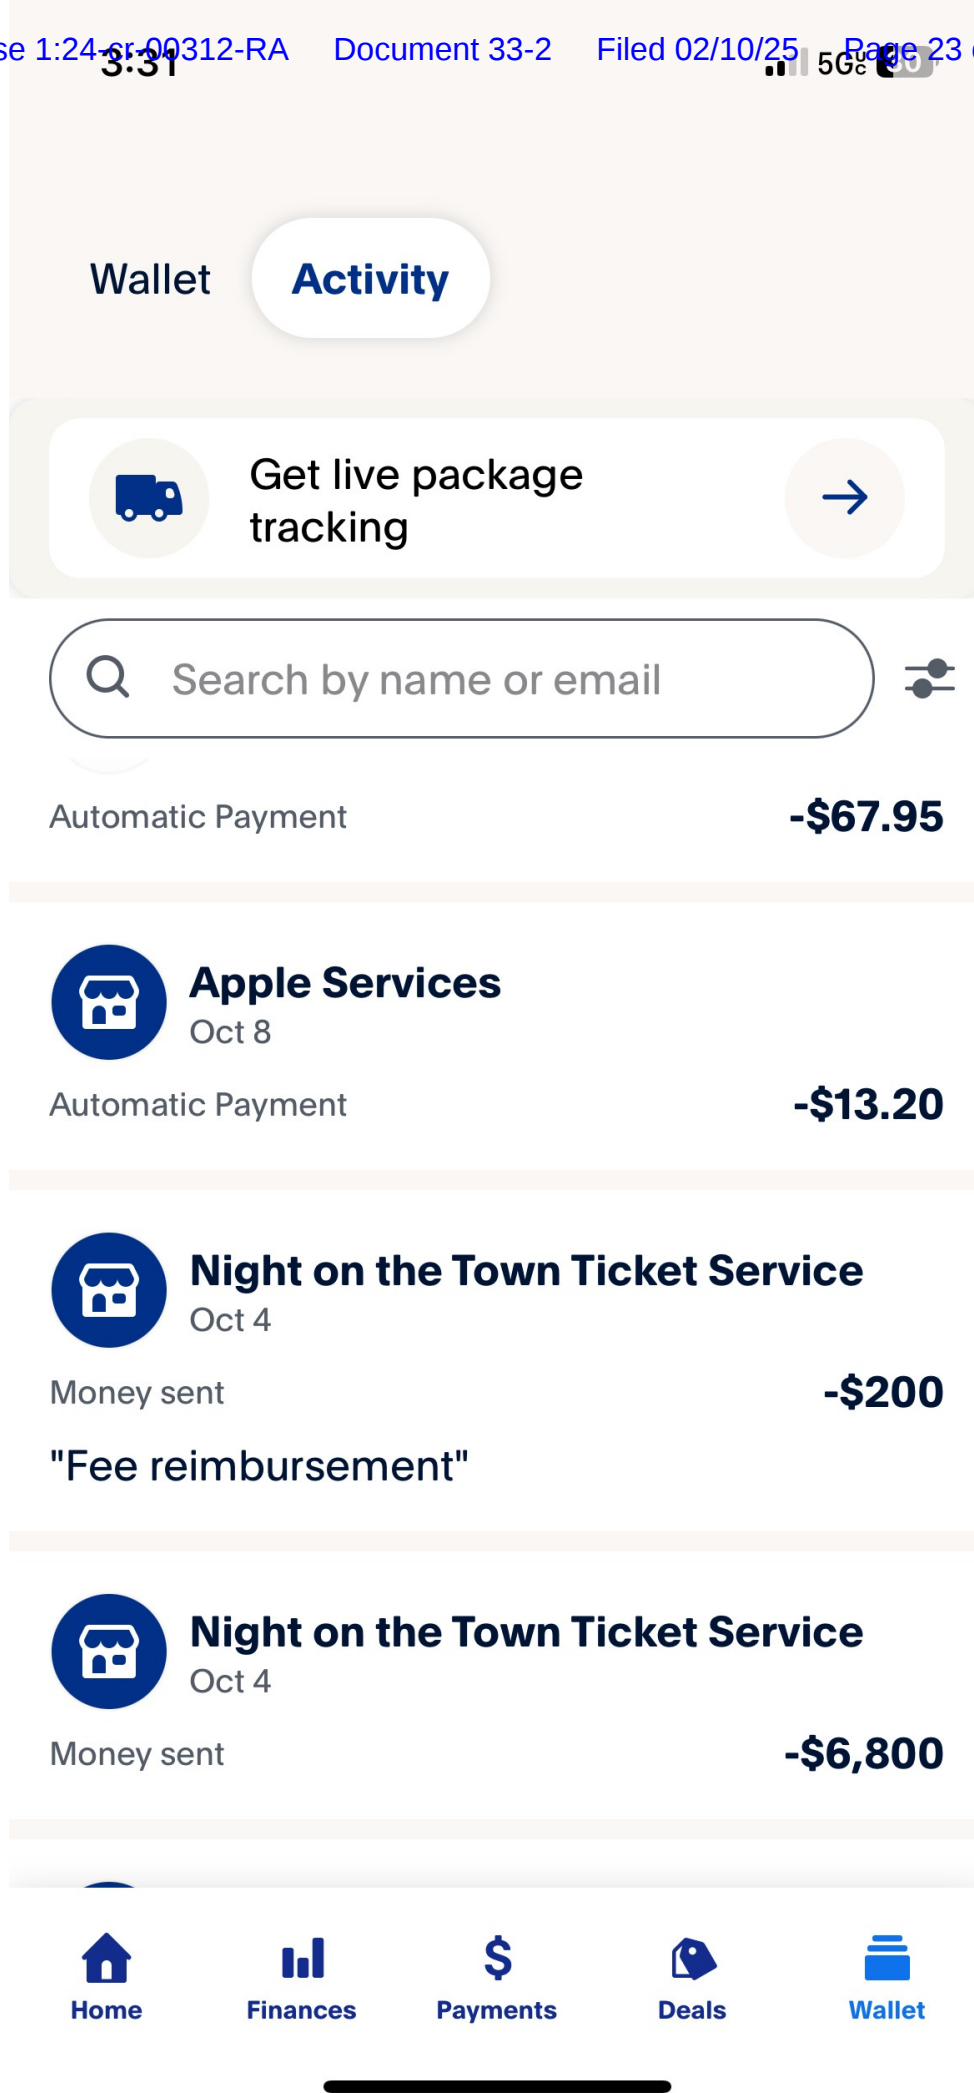 se 1:24-cr-00312-RA Document 33-2 Filed 02/10/25 Page 23
3:31 5G
Wallet Activity
Get live package
tracking
Search by name or email
Automatic Payment -$67.95
Apple Services
Oct 8
Automatic Payment -$13.20
Night on the Town Ticket Service
Oct 4
Money sent -$200
"Fee reimbursement"
Night on the Town Ticket Service
Oct 4
Money sent -$6,800
Home Finances Payments Deals Wallet